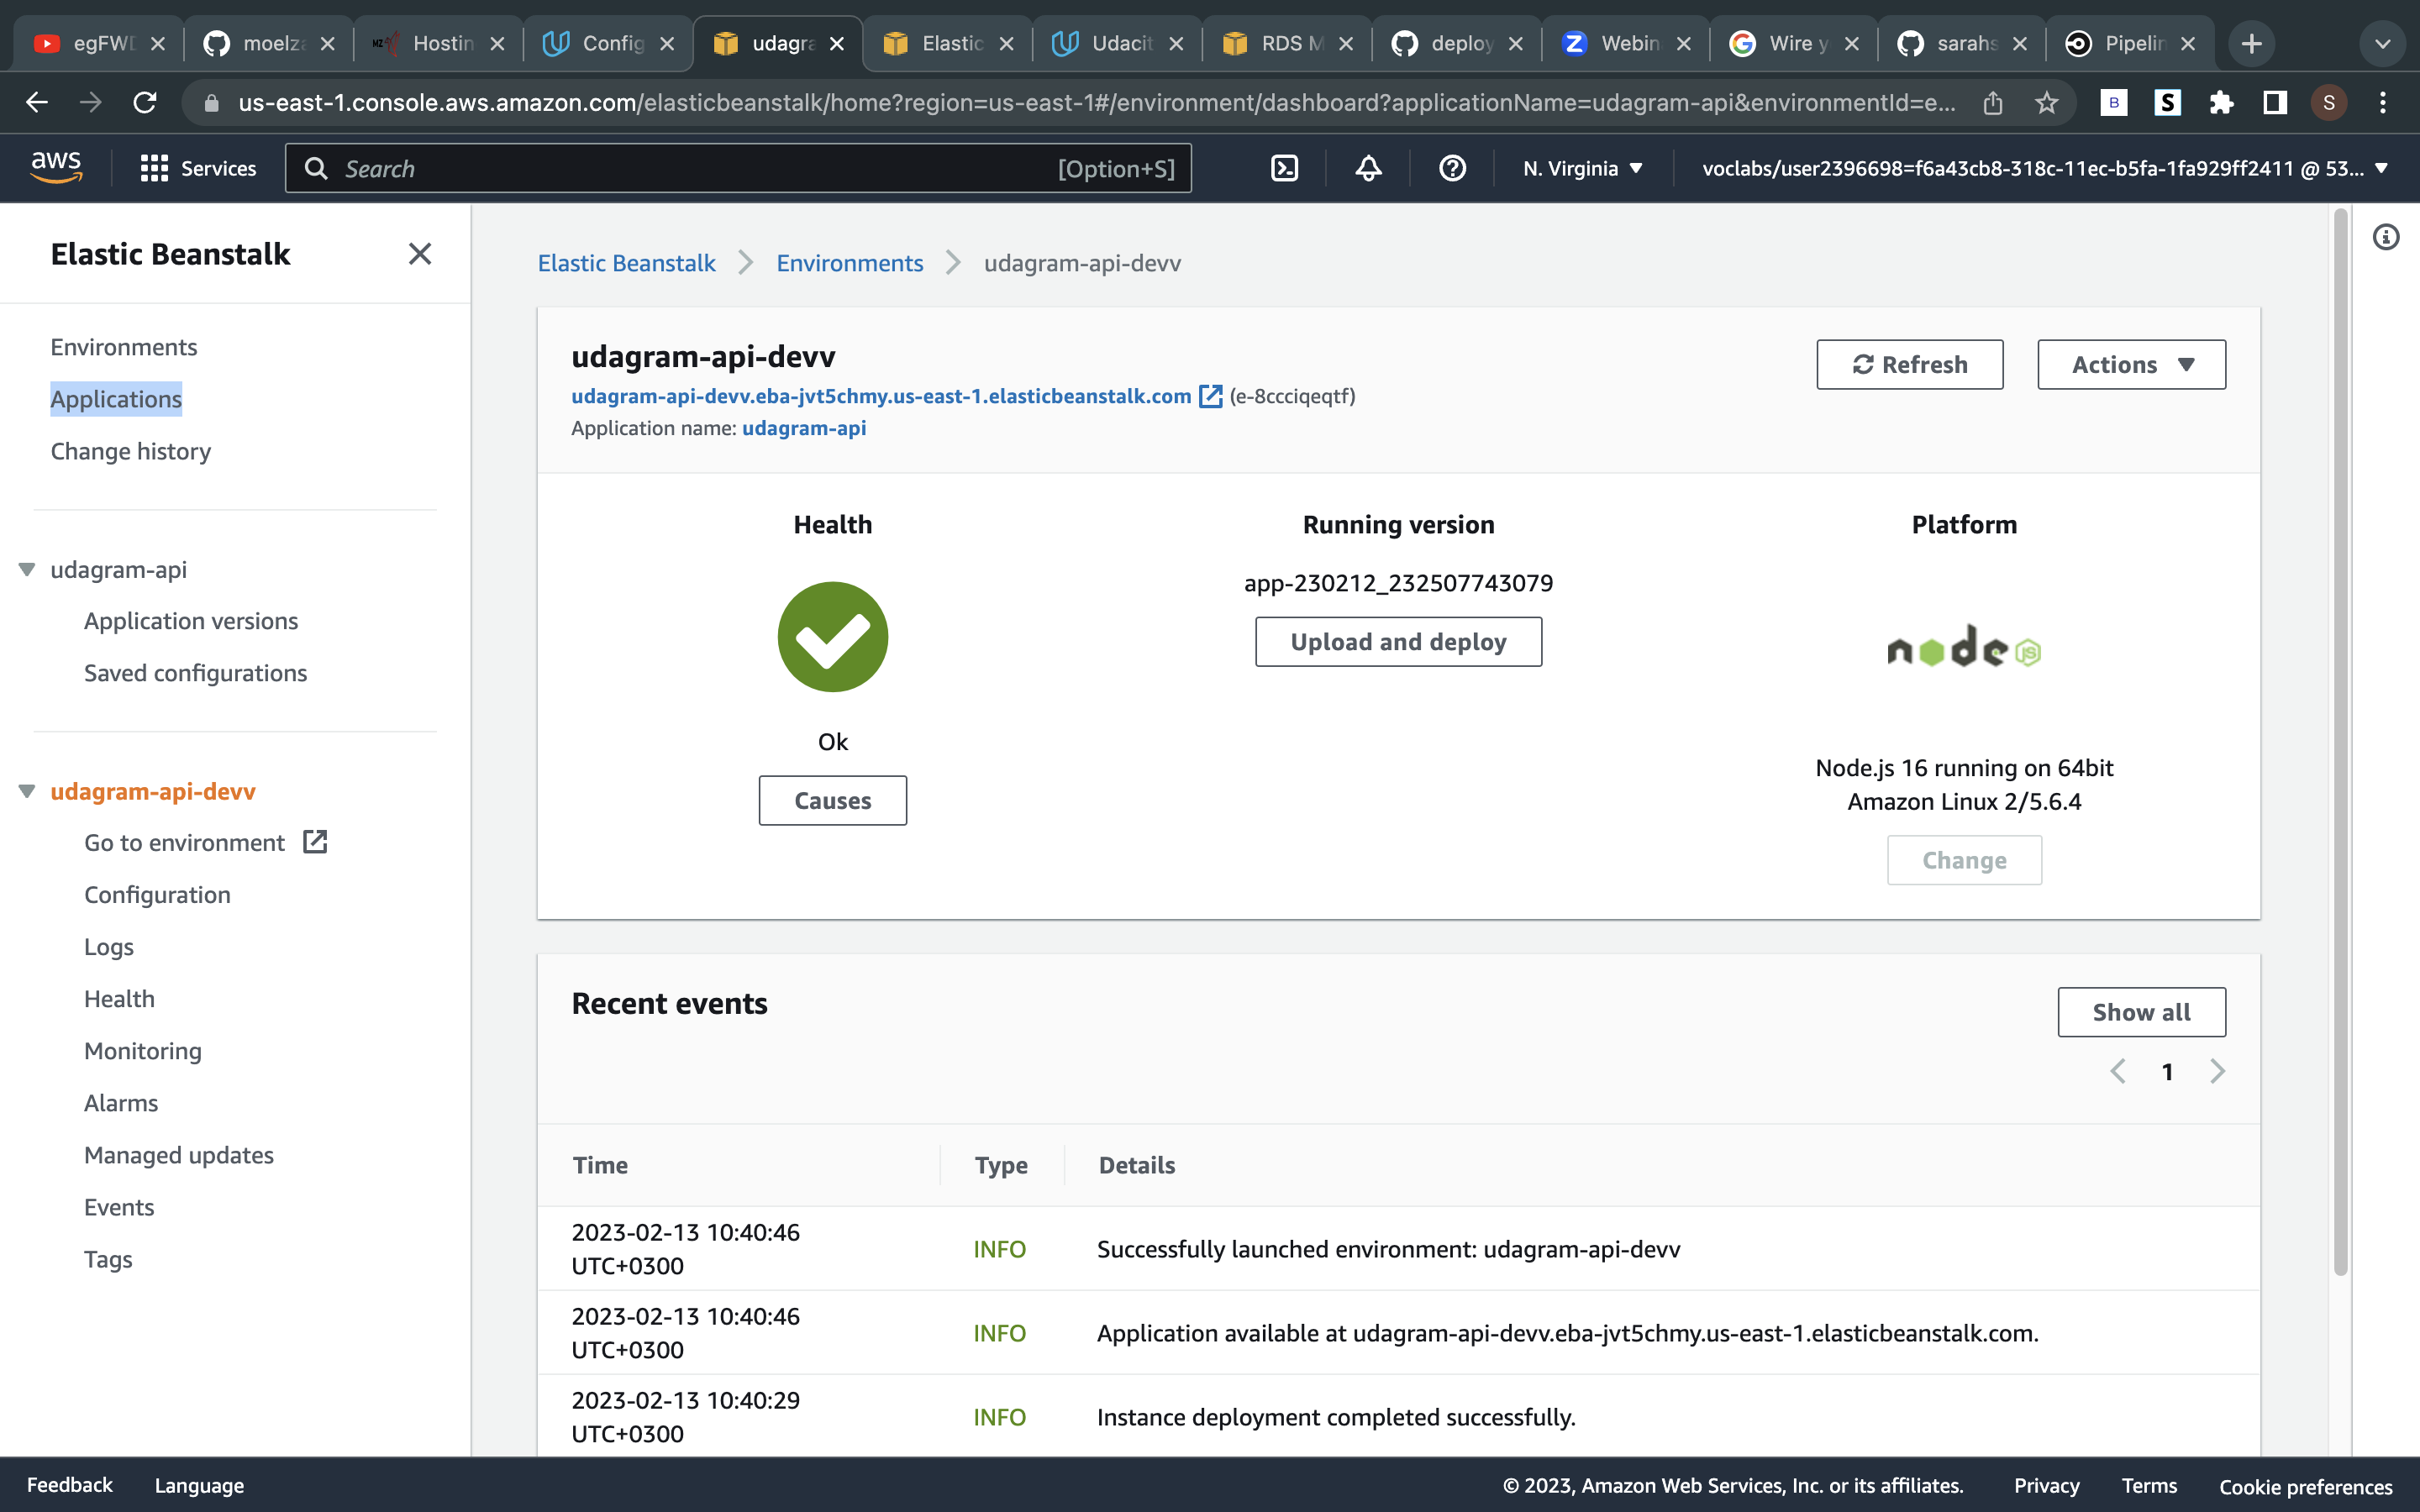 egFWD
moelza
Hostin
Config
udagra
Elastic
Udacit
RDS M
deploy
Webin
Wire y
sarahs
Pipelin
us-east-1.console.aws.amazon.com/elasticbeanstalk/home?region=us-east-1#/environment/dashboard?applicationName=udagram-api&environmentId=e...
B
S
S
aws
Services
Search
[Option+S]
N. Virginia
voclabs/user2396698=f6a43cb8-318c-11ec-b5fa-1fa929ff2411 @ 53...
Elastic Beanstalk
Environments
Applications
Change history
udagram-api
Application versions
Saved configurations
udagram-api-devv
Go to environment
Configuration
Logs
Health
Monitoring
Alarms
Managed updates
Events
Tags
Elastic Beanstalk
Environments
udagram-api-devv
udagram-api-devv
udagram-api-devv.eba-jvt5chmy.us-east-1.elasticbeanstalk.com (e-8ccciqeqtf)
Application name: udagram-api
Refresh
Actions
Health
Ok
Causes
Running version
app-230212_232507743079
Upload and deploy
Platform
node JS
Node.js 16 running on 64bit
Amazon Linux 2/5.6.4
Change
Recent events
Show all
1
Time
Type
Details
2023-02-13 10:40:46
UTC+0300
INFO
Successfully launched environment: udagram-api-devv
2023-02-13 10:40:46
UTC+0300
INFO
Application available at udagram-api-devv.eba-jvt5chmy.us-east-1.elasticbeanstalk.com.
2023-02-13 10:40:29
UTC+0300
INFO
Instance deployment completed successfully.
Feedback
Language
© 2023, Amazon Web Services, Inc. or its affiliates.
Privacy
Terms
Cookie preferences